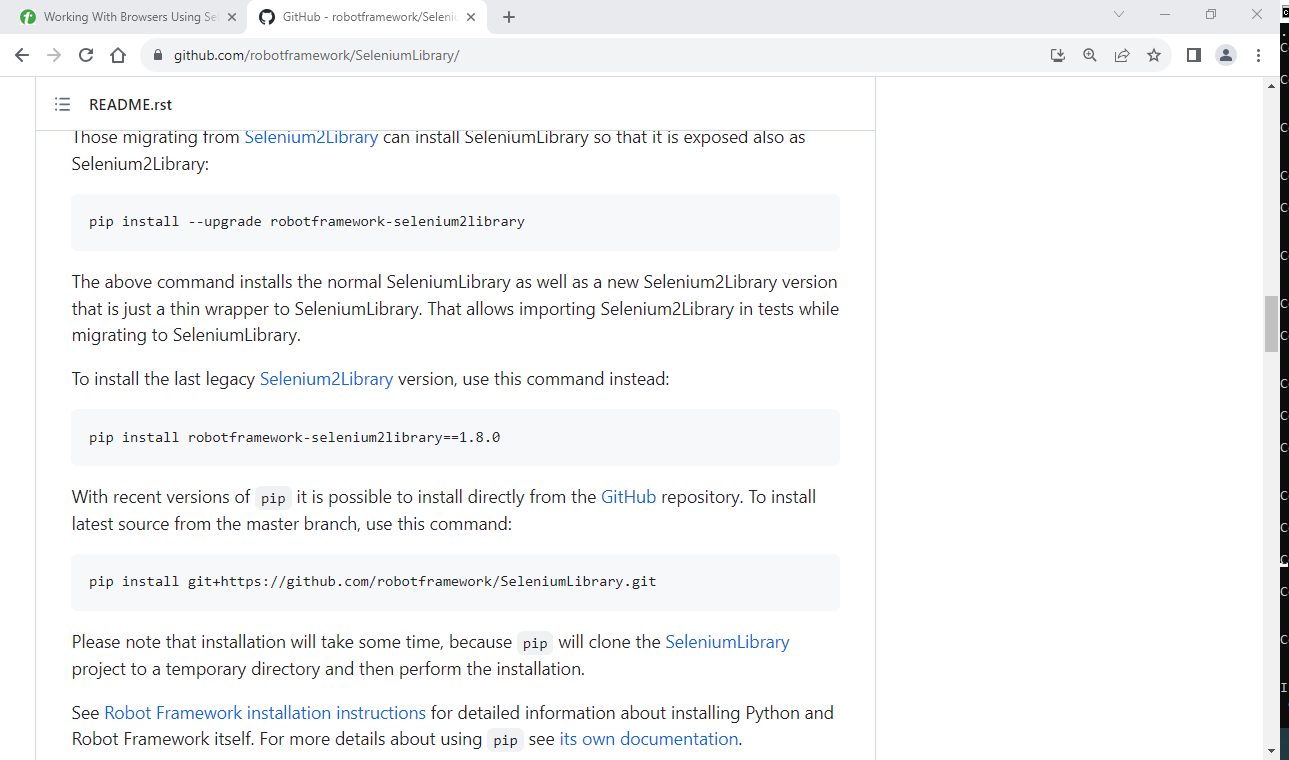 Working With Browsers Using Se
GitHub - robotframework/Seleniu
github.com/robotframework/SeleniumLibrary/
README.rst
Those migrating from Selenium2Library can install SeleniumLibrary so that it is exposed also as
Selenium2Library:
pip install --upgrade robotframework-selenium2library
The above command installs the normal SeleniumLibrary as well as a new Selenium2Library version
that is just a thin wrapper to SeleniumLibrary. That allows importing Selenium2Library in tests while
migrating to SeleniumLibrary.
To install the last legacy Selenium2Library version, use this command instead:
pip install robotframework-selenium2library==1.8.0
With recent versions of pip it is possible to install directly from the GitHub repository. To install
latest source from the master branch, use this command:
pip install git+https://github.com/robotframework/SeleniumLibrary.git
Please note that installation will take some time, because pip will clone the SeleniumLibrary
project to a temporary directory and then perform the installation.
See Robot Framework installation instructions for detailed information about installing Python and
Robot Framework itself. For more details about using pip see its own documentation.